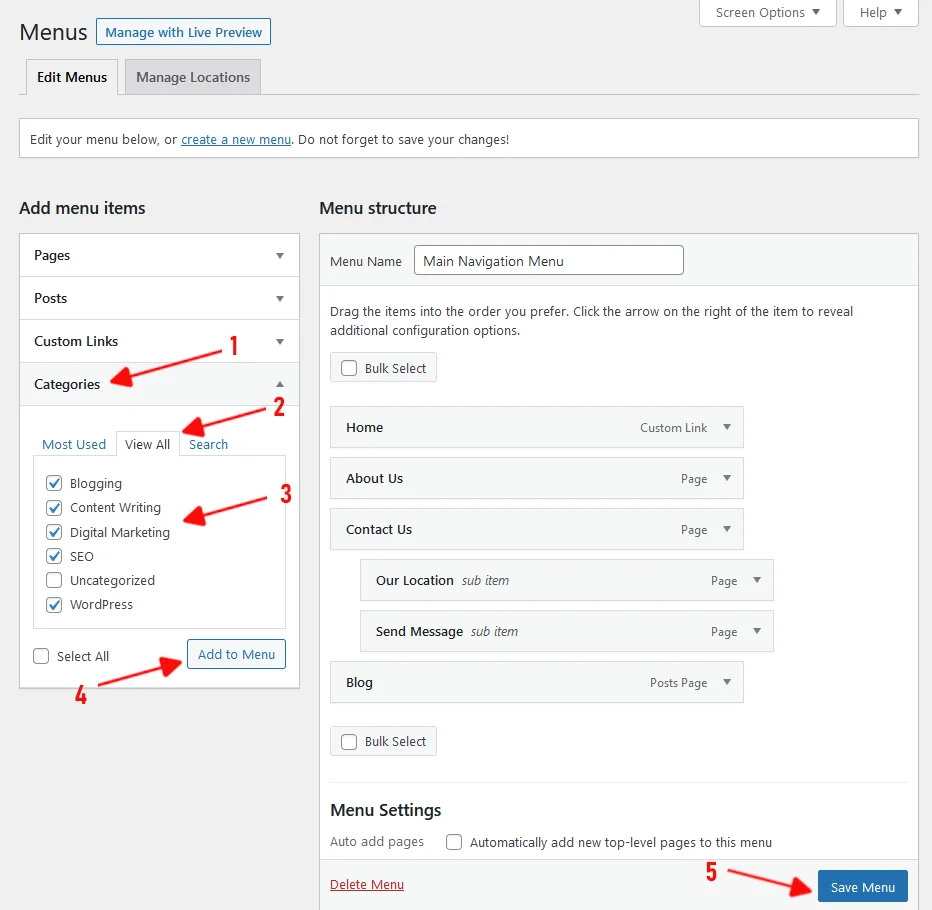 Screen Options ▼ Help ▼
Menus Manage with Live Preview
Edit Menus Manage Locations
Edit your menu below, or create a new menu. Do not forget to save your changes!
Add menu items
Pages ▼
Posts ▼
Custom Links ▼
1
Categories ▲
2
Most Used View All Search
Blogging
3
Content Writing
Digital Marketing
SEO
Uncategorized
WordPress
Select All Add to Menu
4
Menu structure
Menu Name Main Navigation Menu
Drag the items into the order you prefer. Click the arrow on the right of the item to reveal
additional configuration options.
Bulk Select
Home Custom Link ▼
About Us Page ▼
Contact Us Page ▼
Our Location sub item Page ▼
Send Message sub item Page ▼
Blog Posts Page ▼
Bulk Select
Menu Settings
Auto add pages Automatically add new top-level pages to this menu
5
Delete Menu Save Menu